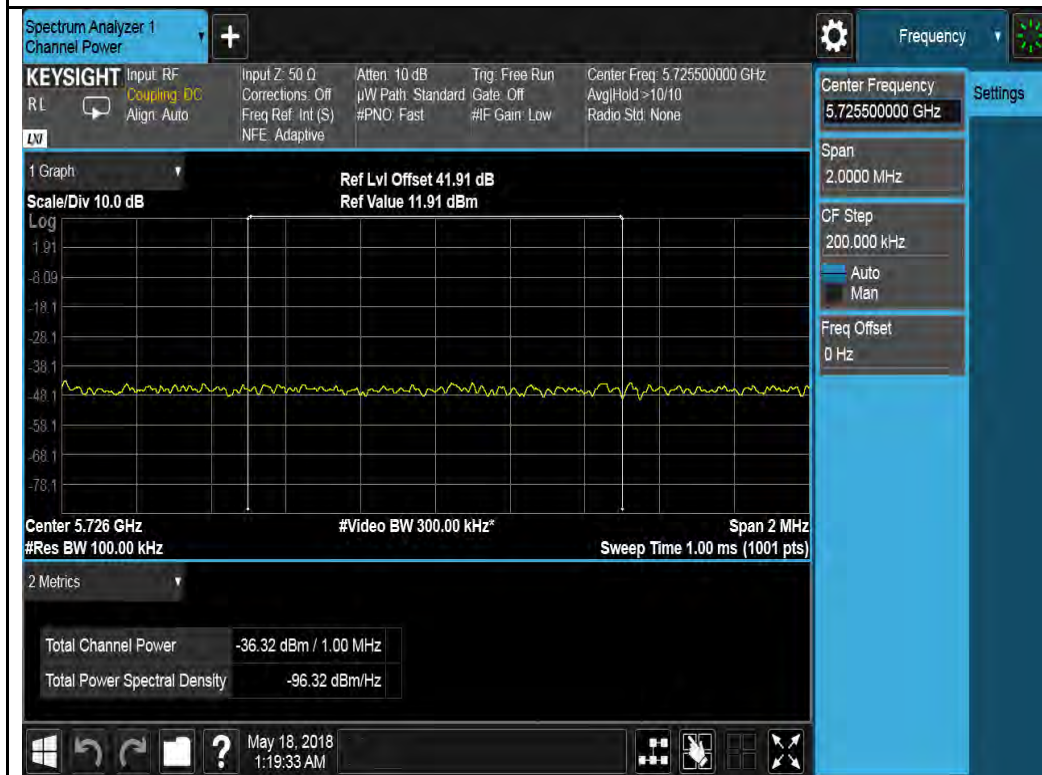 Spectrum Analyzer 1
Channel Power
Frequency
KEYSIGHT
RL
LXI
Input: RF
Coupling: DC
Align: Auto
Input Z: 50 Ω
Corrections: Off
Freq Ref: Int (S)
NFE: Adaptive
Atten: 10 dB
µW Path: Standard
#PNO: Fast
Trig: Free Run
Gate: Off
#IF Gain: Low
Center Freq: 5.725500000 GHz
Avg|Hold >10/10
Radio Std: None
1 Graph
Scale/Div 10.0 dB
Ref Lvl Offset 41.91 dB
Ref Value 11.91 dBm
Log
1.91
-8.09
-18.1
-28.1
-38.1
-48.1
-58.1
-68.1
-78.1
Center 5.726 GHz
#Video BW 300.00 kHz*
Span 2 MHz
#Res BW 100.00 kHz
Sweep Time 1.00 ms (1001 pts)
2 Metrics
Total Channel Power -36.32 dBm / 1.00 MHz
Total Power Spectral Density -96.32 dBm/Hz
May 18, 2018
1:19:33 AM
Center Frequency
5.725500000 GHz
Settings
Span
2.0000 MHz
CF Step
200.000 kHz
Auto
Man
Freq Offset
0 Hz